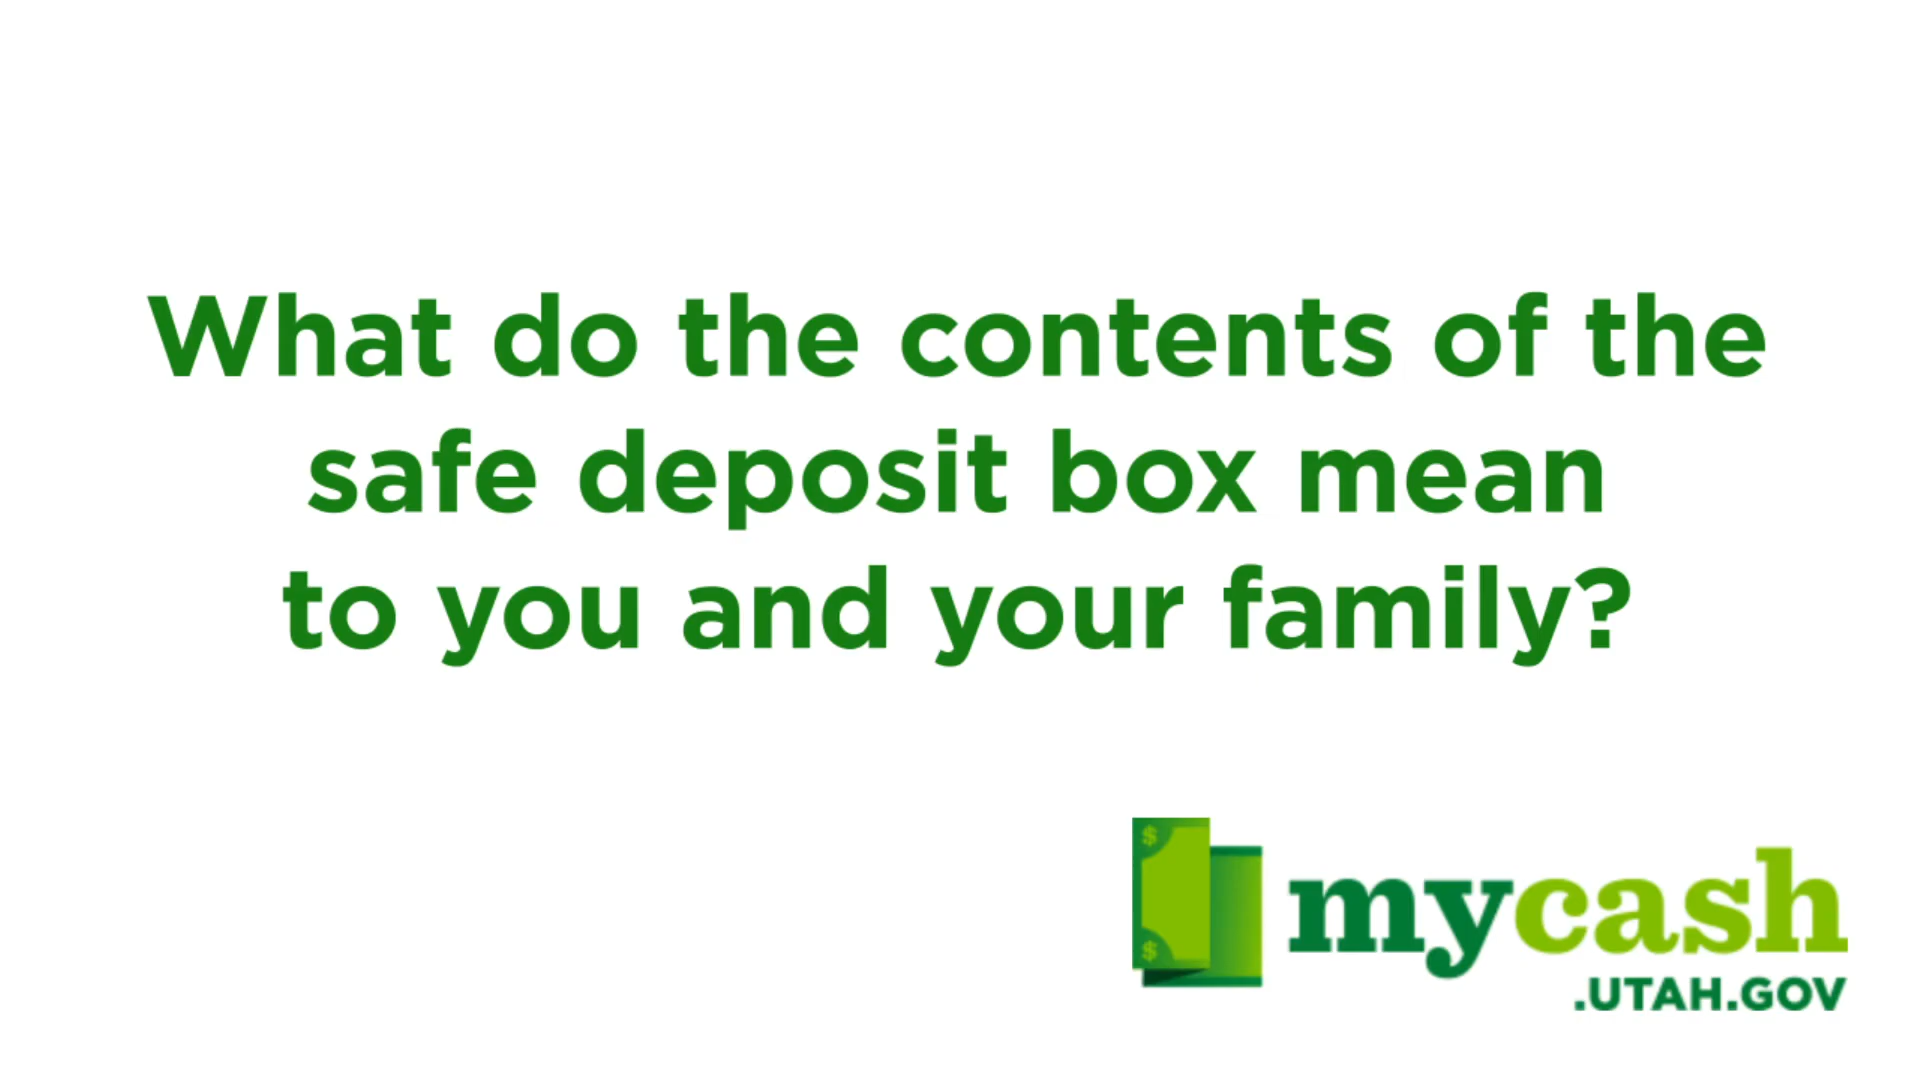 What do the contents of the
safe deposit box mean
to you and your family?
$
$
mycash
.UTAH.GOV